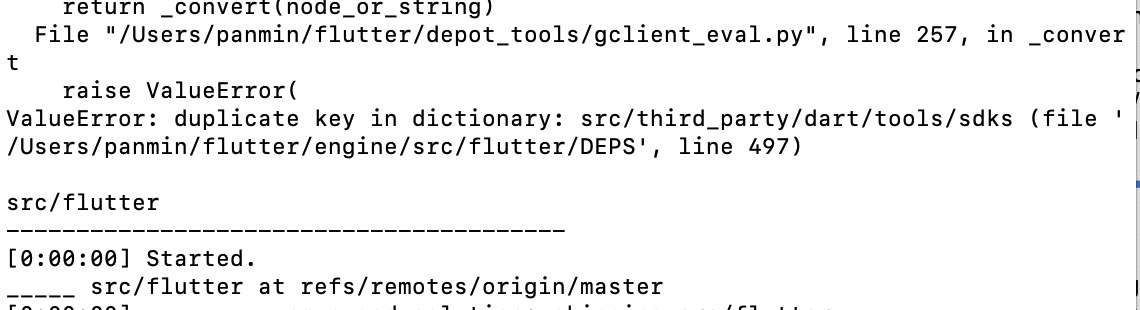 return _convert(node_or_string)
File "/Users/panmin/flutter/depot_tools/gclient_eval.py", line 257, in _conver
t
raise ValueError(
ValueError: duplicate key in dictionary: src/third_party/dart/tools/sdks (file '
/Users/panmin/flutter/engine/src/flutter/DEPS', line 497)
src/flutter
----------------------------------------
[0:00:00] Started.
_____ src/flutter at refs/remotes/origin/master